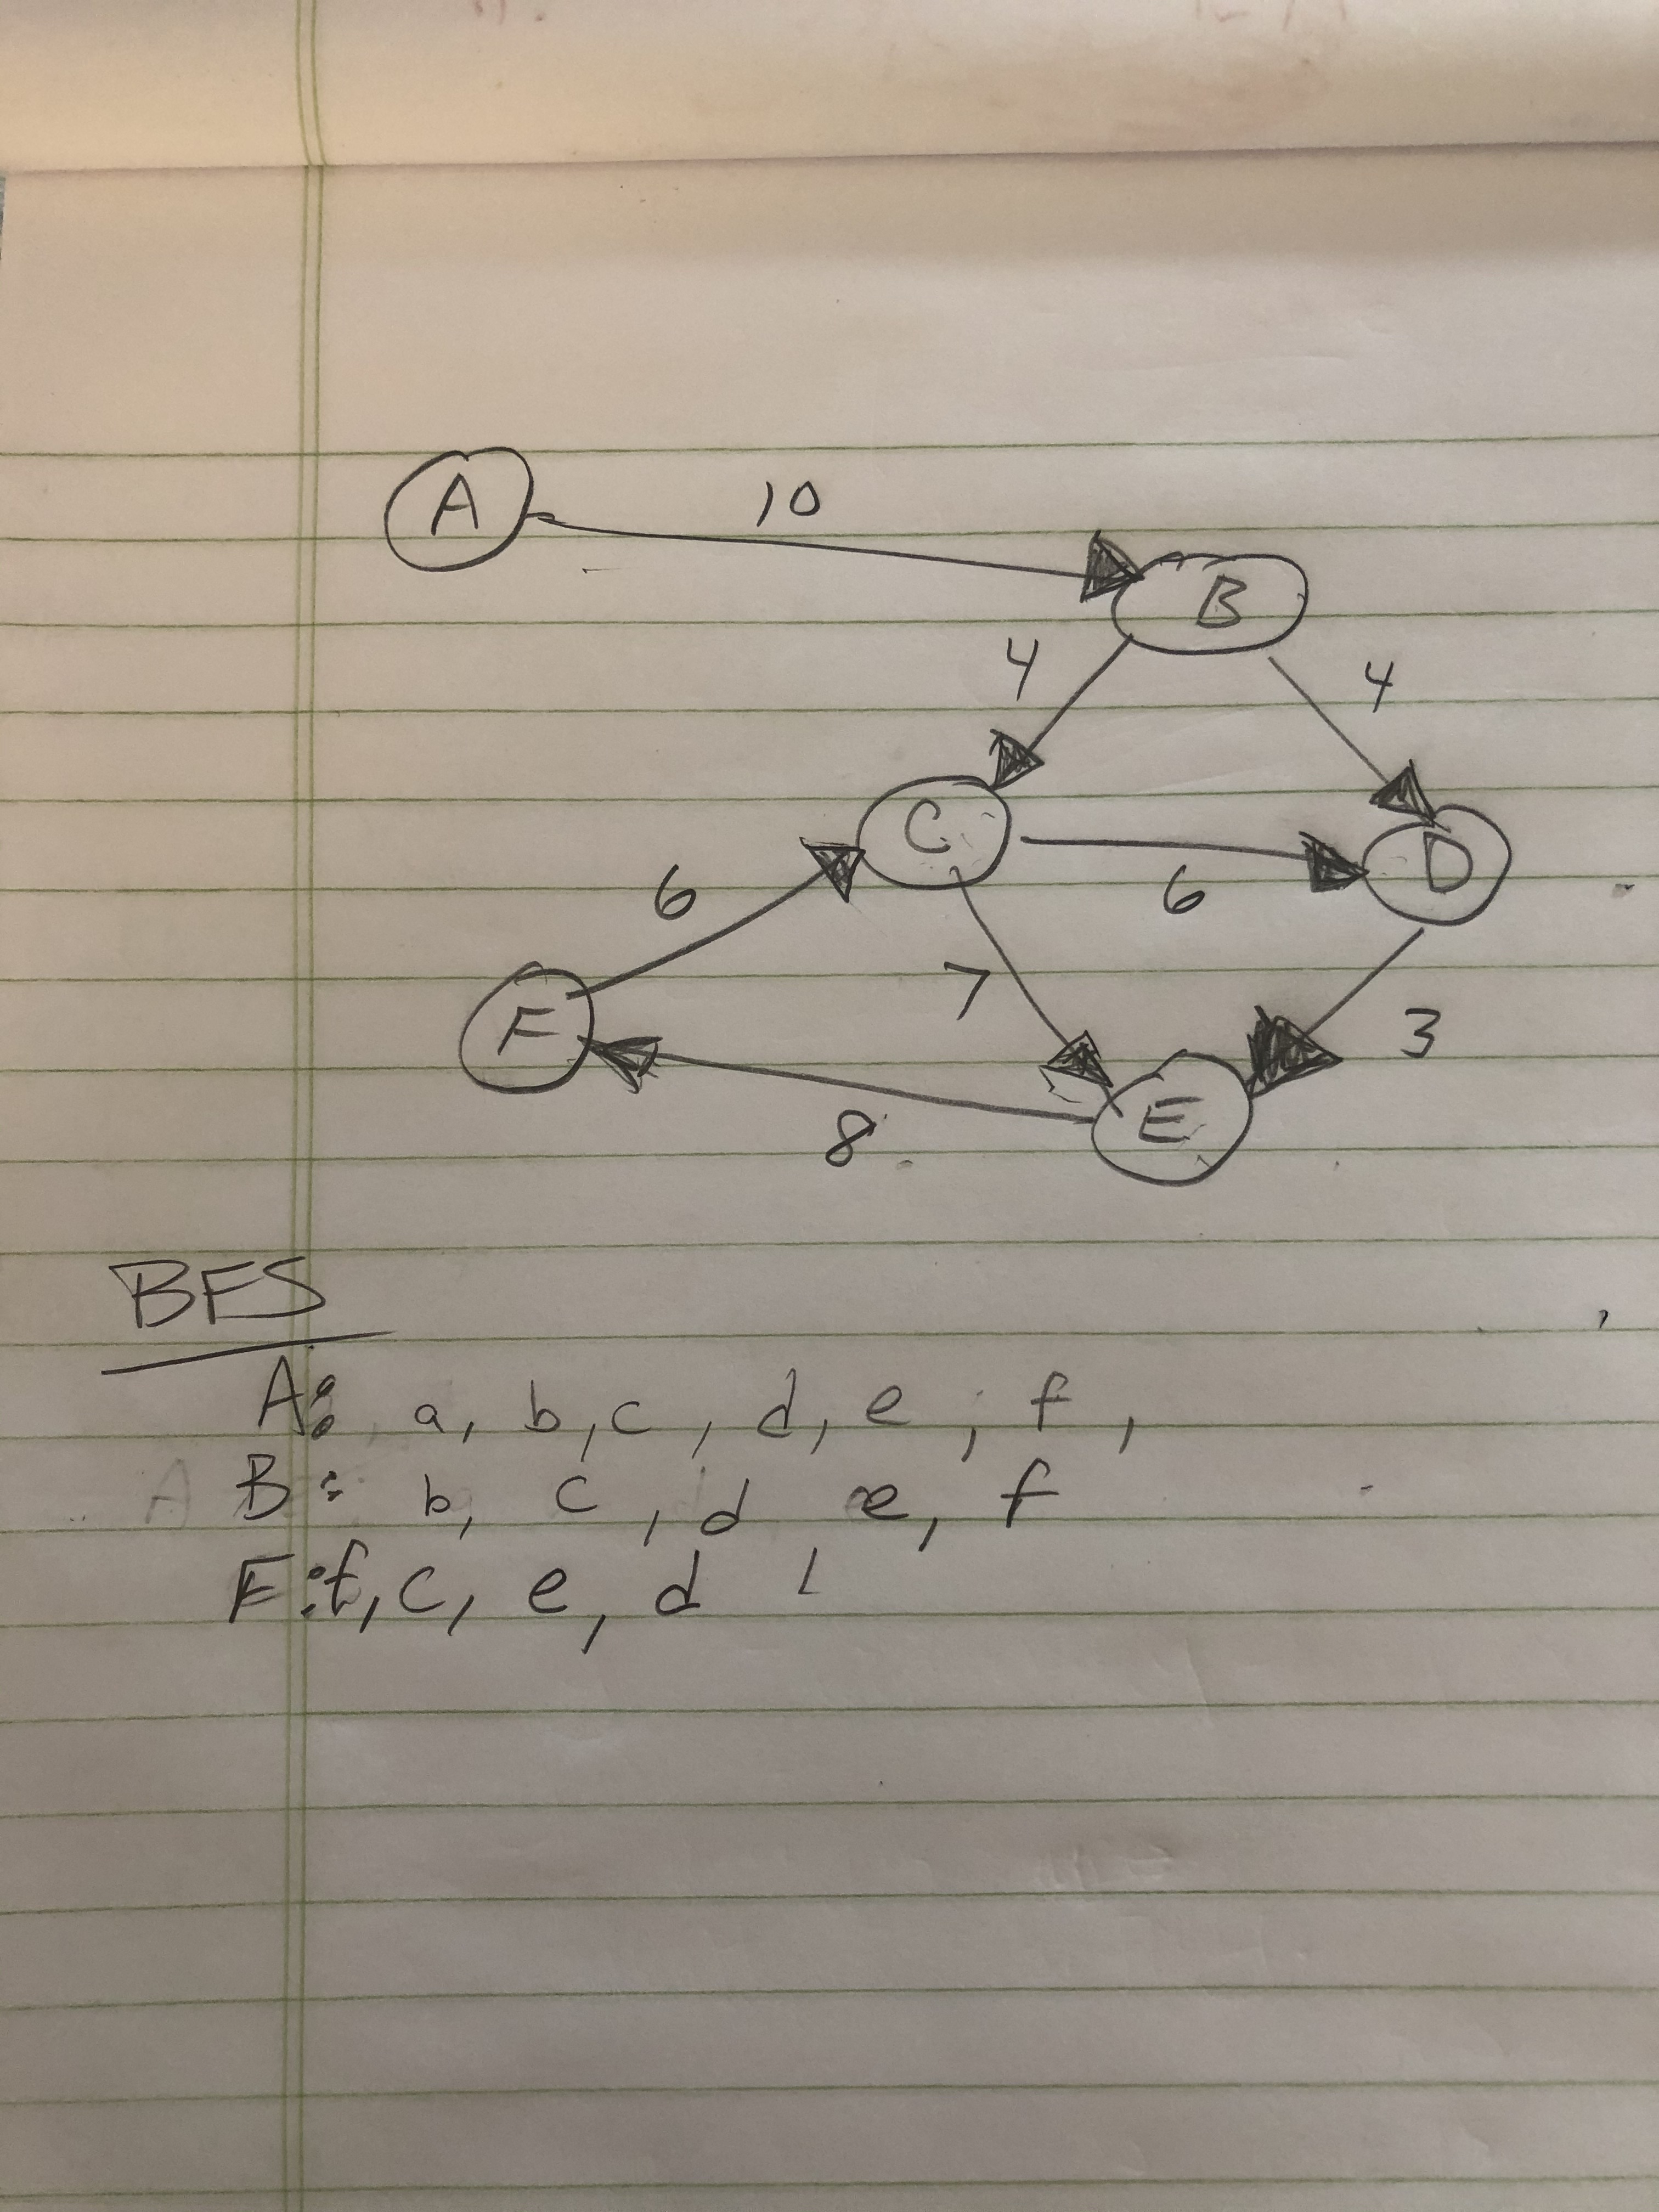 A
10
B
4
4
C
D
6
6
7
F
3
E
8
BFS
A: a, b, c, d, e, f,
B: b, c, d e, f
F: f, c, e, d